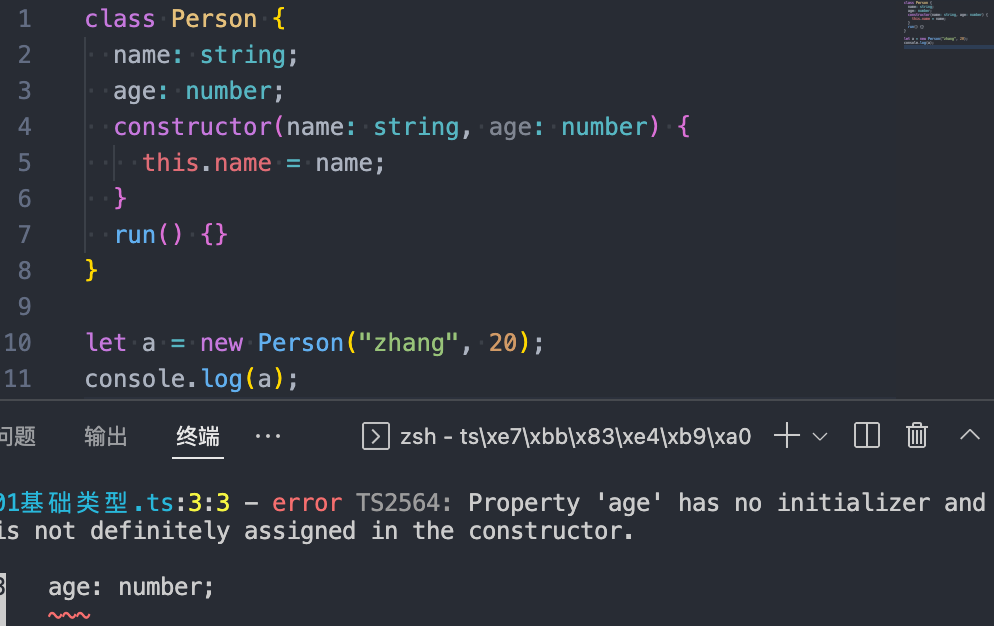 1 class Person {
2 name: string;
3 age: number;
4 constructor(name: string, age: number) {
5 this.name = name;
6 }
7 run() {}
8 }
9
10 let a = new Person("zhang", 20);
11 console.log(a);
问题 输出 终端 ··· zsh - ts\xe7\xbb\x83\xe4\xb9\xa0
01基础类型.ts:3:3 - error TS2564: Property 'age' has no initializer and
is not definitely assigned in the constructor.
3 age: number;
~~~